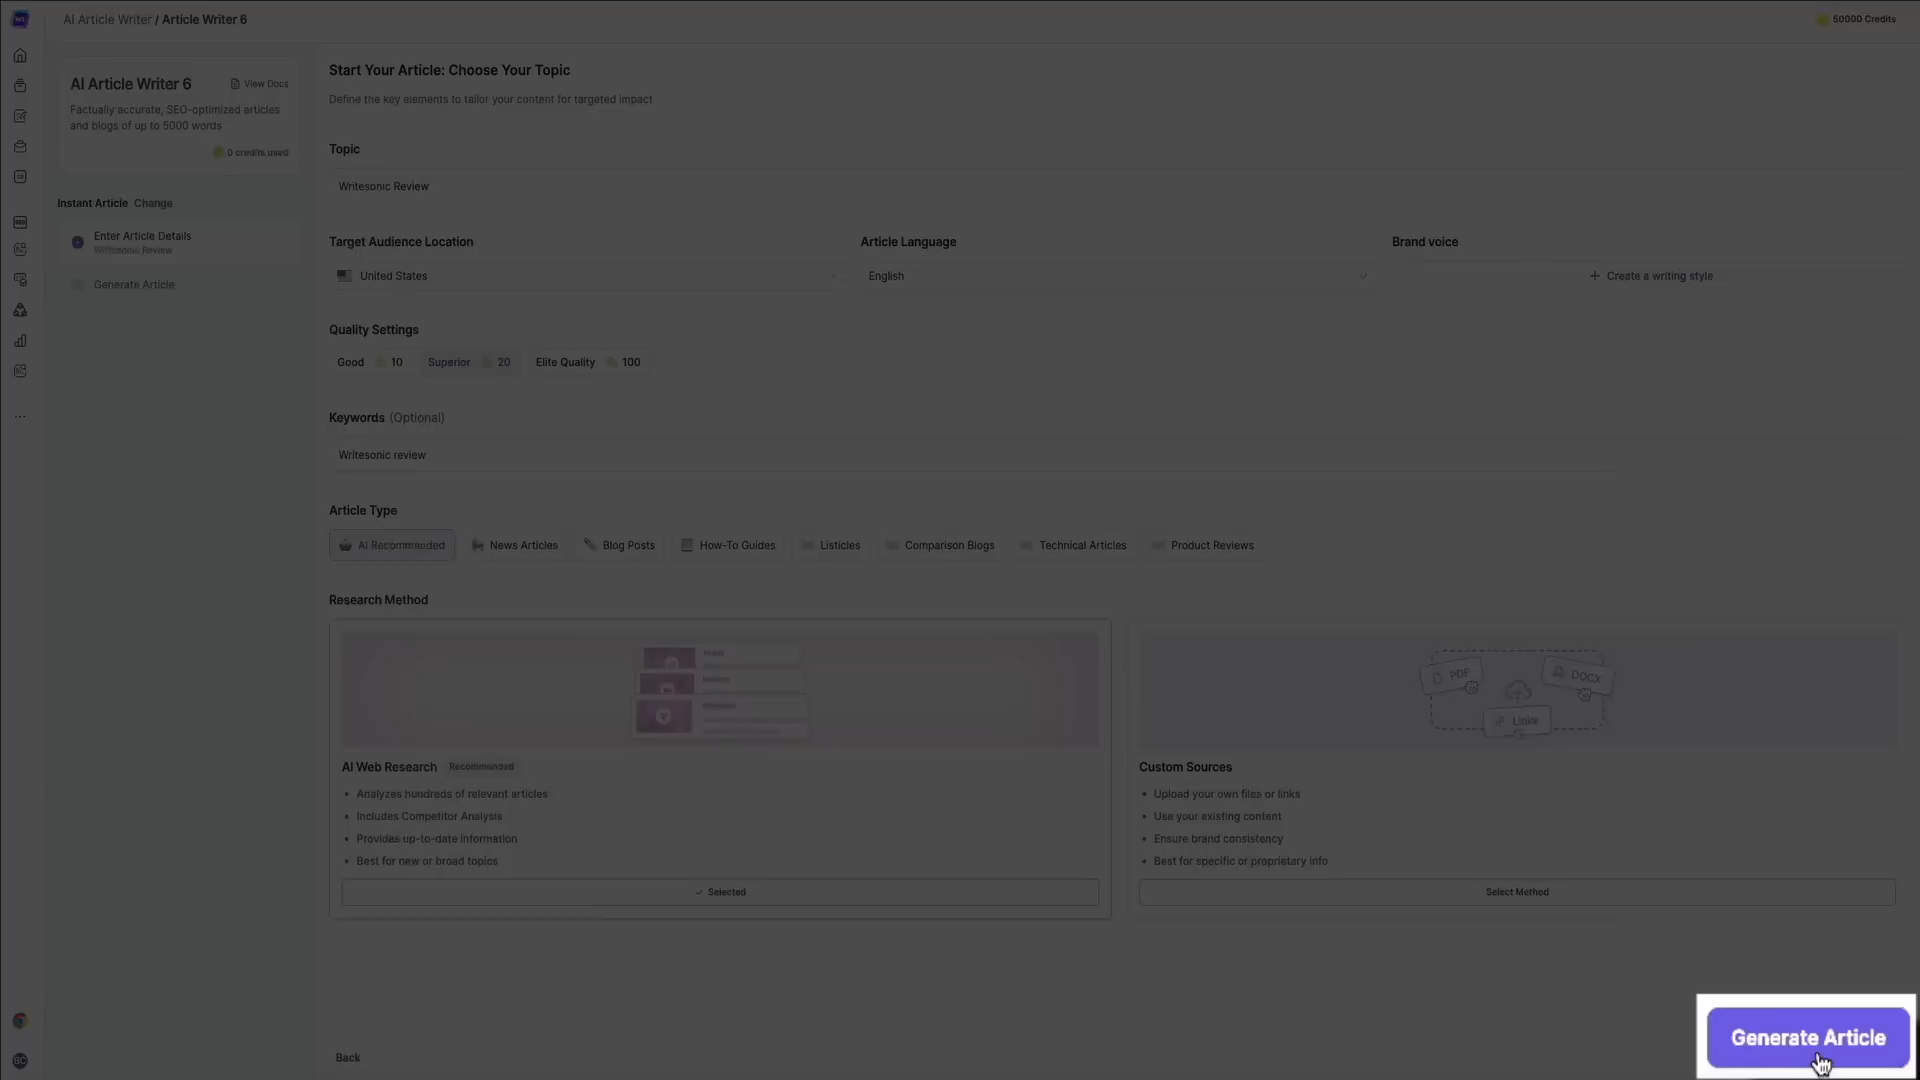 AI Article Writer / Article Writer 6
50000 Credits
AI Article Writer 6
View Docs
Factually accurate, SEO-optimized articles
and blogs of up to 5000 words
0 credits used
Instant Article Change
Enter Article Details
Writesonic Review
Generate Article
Start Your Article: Choose Your Topic
Define the key elements to tailor your content for targeted impact
Topic
Writesonic Review
Target Audience Location
Article Language
Brand voice
United States
English
+ Create a writing style
Quality Settings
Good 10
Superior 20
Elite Quality 100
Keywords (Optional)
Writesonic review
Article Type
AI Recommended
News Articles
Blog Posts
How-To Guides
Listicles
Comparison Blogs
Technical Articles
Product Reviews
Research Method
AI Web Research
Recommended
• Analyzes hundreds of relevant articles
• Includes Competitor Analysis
• Provides up-to-date information
• Best for new or broad topics
Selected
PDF
DOCX
Links
Custom Sources
• Upload your own files or links
• Use your existing content
• Ensure brand consistency
• Best for specific or proprietary info
Select Method
BC
Back
Generate Article